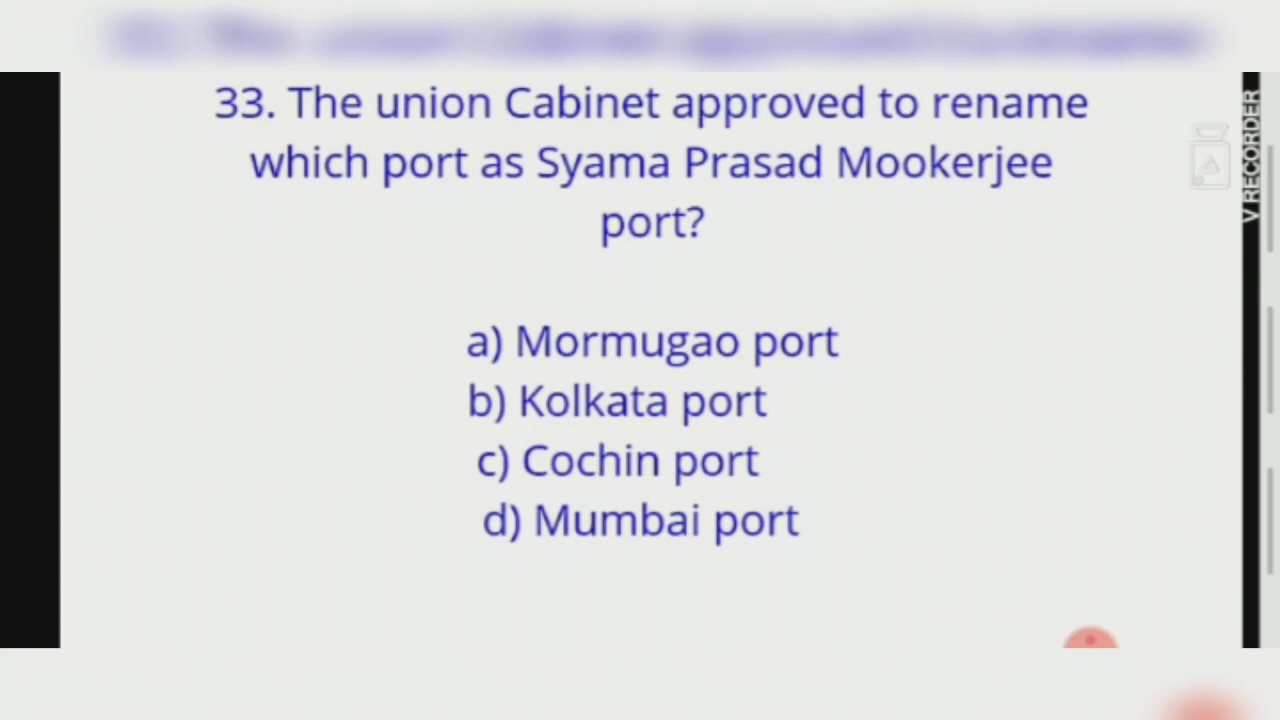 33. The union Cabinet approved to rename
which port as Syama Prasad Mookerjee
port?
a) Mormugao port
b) Kolkata port
c) Cochin port
d) Mumbai port
V RECORDER